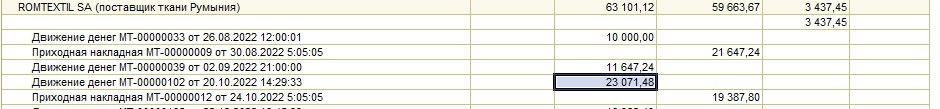 ROMTEXTIL SA (поставщик ткани Румыния) 63 101,12 59 663,67 3 437,45
3 437,45
Движение денег МТ-00000033 от 26.08.2022 12:00:01 10 000,00
Приходная накладная МТ-00000009 от 30.08.2022 5:05:05 21 647,24
Движение денег МТ-00000039 от 02.09.2022 21:00:00 11 647,24
Движение денег МТ-00000102 от 20.10.2022 14:29:33 23 071,48
Приходная накладная МТ-00000012 от 24.10.2022 5:05:05 19 387,80